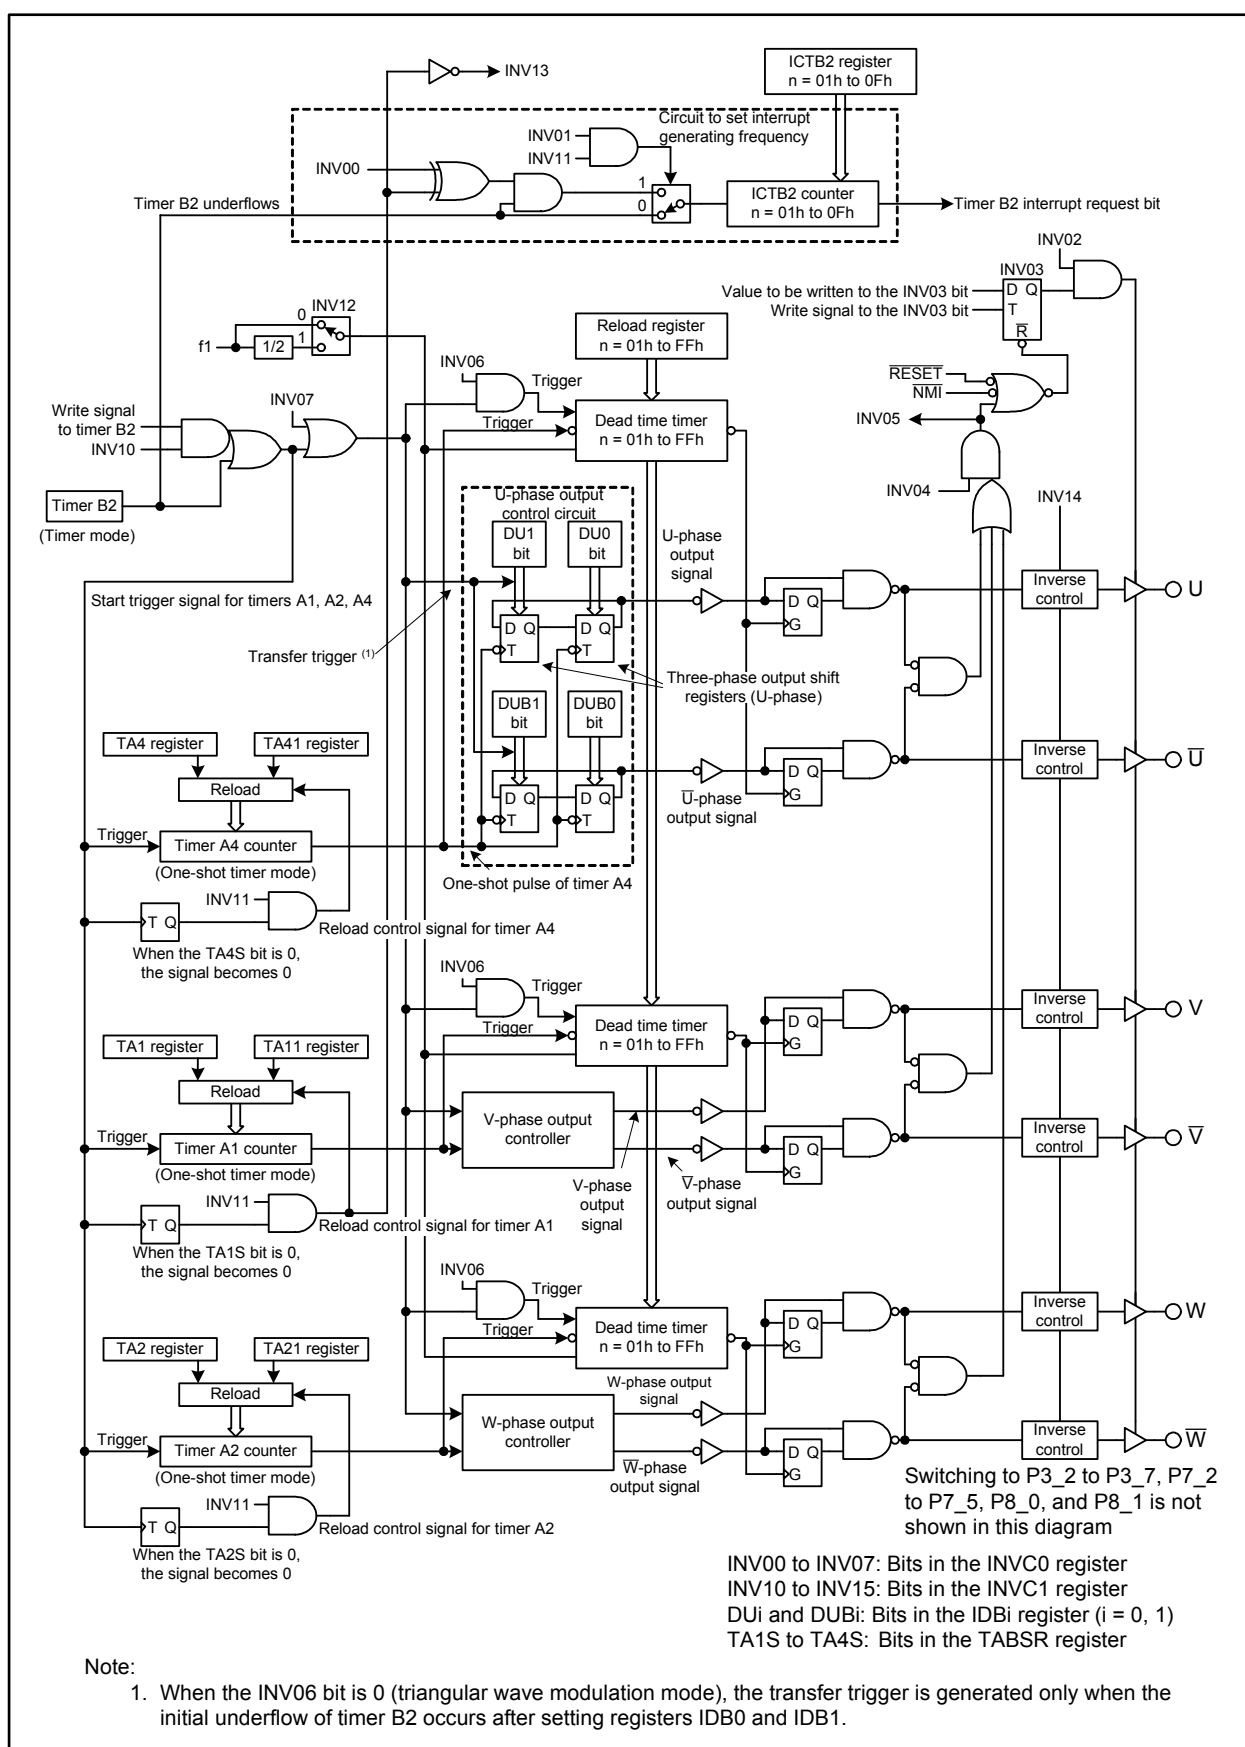 ICTB2 register
n = 01h to 0Fh
INV13
Circuit to set interrupt
generating frequency
INV01
INV11
INV00
1
0
ICTB2 counter
n = 01h to 0Fh
Timer B2 underflows
Timer B2 interrupt request bit
INV02
INV03
D Q
T
R̅
Value to be written to the INV03 bit
Write signal to the INV03 bit
INV12
0
1
f1
1/2
Reload register
n = 01h to FFh
INV06
Trigger
Trigger
Dead time timer
n = 01h to FFh
R̅E̅S̅E̅T̅
N̅M̅I̅
INV05
INV07
Write signal
to timer B2
INV10
Timer B2
(Timer mode)
INV04
INV14
U-phase output
control circuit
DU1
bit
DU0
bit
U-phase
output
signal
Start trigger signal for timers A1, A2, A4
D Q
T
D Q
T
D Q
G
Inverse
control
U
Transfer trigger (1)
Three-phase output shift
registers (U-phase)
DUB1
bit
DUB0
bit
TA4 register
TA41 register
Reload
D Q
T
D Q
T
U̅-phase
output signal
D Q
G
Inverse
control
U̅
Trigger
Timer A4 counter
(One-shot timer mode)
One-shot pulse of timer A4
INV11
T Q
Reload control signal for timer A4
When the TA4S bit is 0,
the signal becomes 0
INV06
Trigger
Trigger
Dead time timer
n = 01h to FFh
D Q
G
Inverse
control
V
TA1 register
TA11 register
Reload
Trigger
Timer A1 counter
(One-shot timer mode)
V-phase output
controller
D Q
G
Inverse
control
V̅
V-phase
output
signal
V̅-phase
output signal
INV11
T Q
Reload control signal for timer A1
When the TA1S bit is 0,
the signal becomes 0
INV06
Trigger
Trigger
Dead time timer
n = 01h to FFh
D Q
G
Inverse
control
W
TA2 register
TA21 register
Reload
W-phase output
signal
Trigger
Timer A2 counter
(One-shot timer mode)
W-phase output
controller
W̅-phase
output signal
D Q
G
Inverse
control
W̅
INV11
T Q
Reload control signal for timer A2
When the TA2S bit is 0,
the signal becomes 0
Switching to P3_2 to P3_7, P7_2
to P7_5, P8_0, and P8_1 is not
shown in this diagram
INV00 to INV07: Bits in the INVC0 register
INV10 to INV15: Bits in the INVC1 register
DUi and DUBi: Bits in the IDBi register (i = 0, 1)
TA1S to TA4S: Bits in the TABSR register
Note:
1. When the INV06 bit is 0 (triangular wave modulation mode), the transfer trigger is generated only when the
initial underflow of timer B2 occurs after setting registers IDB0 and IDB1.